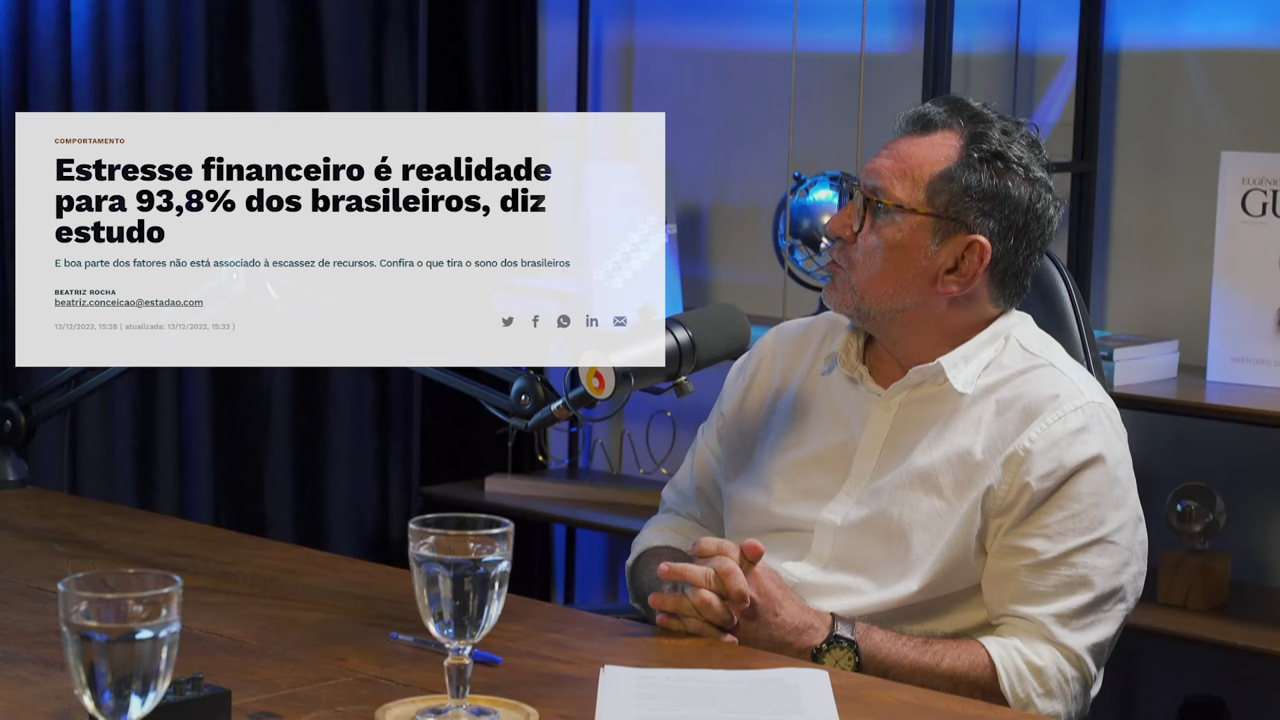 COMPORTAMENTO
Estresse financeiro é realidade
para 93,8% dos brasileiros, diz
estudo
E boa parte dos fatores não está associado à escassez de recursos. Confira o que tira o sono dos brasileiros
BEATRIZ ROCHA
beatriz.conceicao@estadao.com
13/12/2022, 15:28 ( atualizada: 13/12/2022, 15:33 )